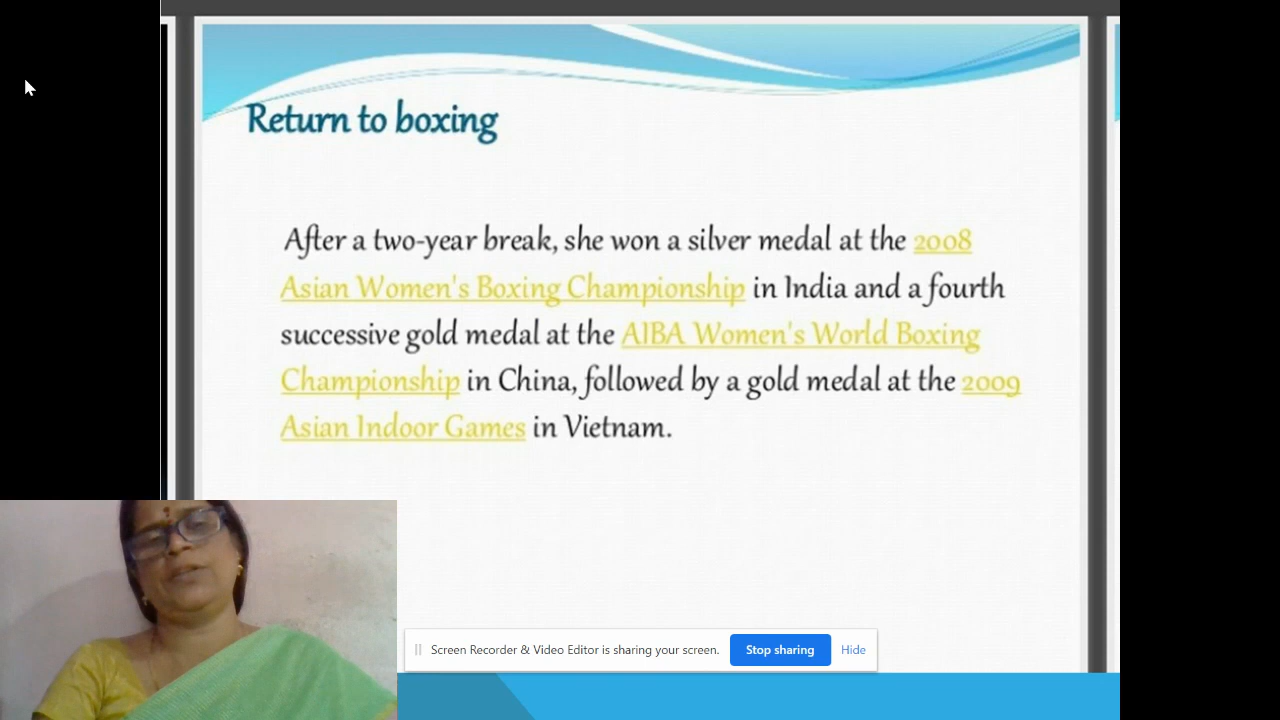 Return to boxing
After a two-year break, she won a silver medal at the 2008
Asian Women's Boxing Championship in India and a fourth
successive gold medal at the AIBA Women's World Boxing
Championship in China, followed by a gold medal at the 2009
Asian Indoor Games in Vietnam.
Screen Recorder & Video Editor is sharing your screen.
Stop sharing
Hide